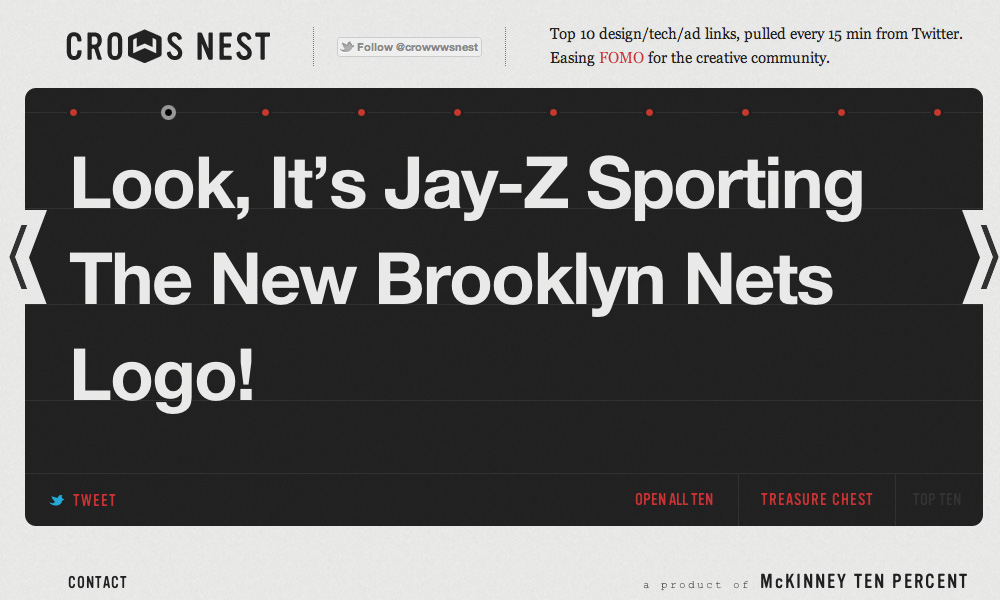 CROWS NEST
Follow @crowwwsnest
Top 10 design/tech/ad links, pulled every 15 min from Twitter.
Easing FOMO for the creative community.
Look, It’s Jay-Z Sporting
The New Brooklyn Nets
Logo!
TWEET
OPEN ALL TEN
TREASURE CHEST
TOP TEN
CONTACT
a product of McKINNEY TEN PERCENT